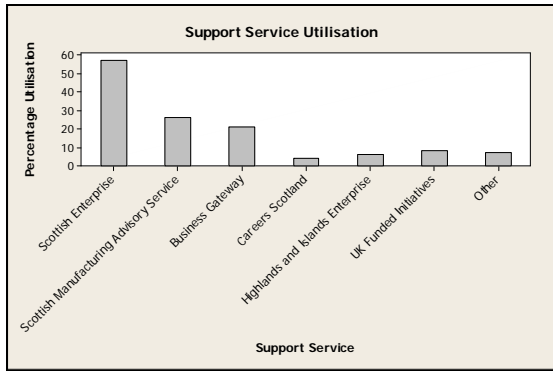 Support Service Utilisation
Percentage Utilisation
60
50
40
30
20
10
0
Scottish Enterprise
Scottish Manufacturing Advisory Service
Business Gateway
Careers Scotland
Highlands and Islands Enterprise
UK Funded Initiatives
Other
Support Service